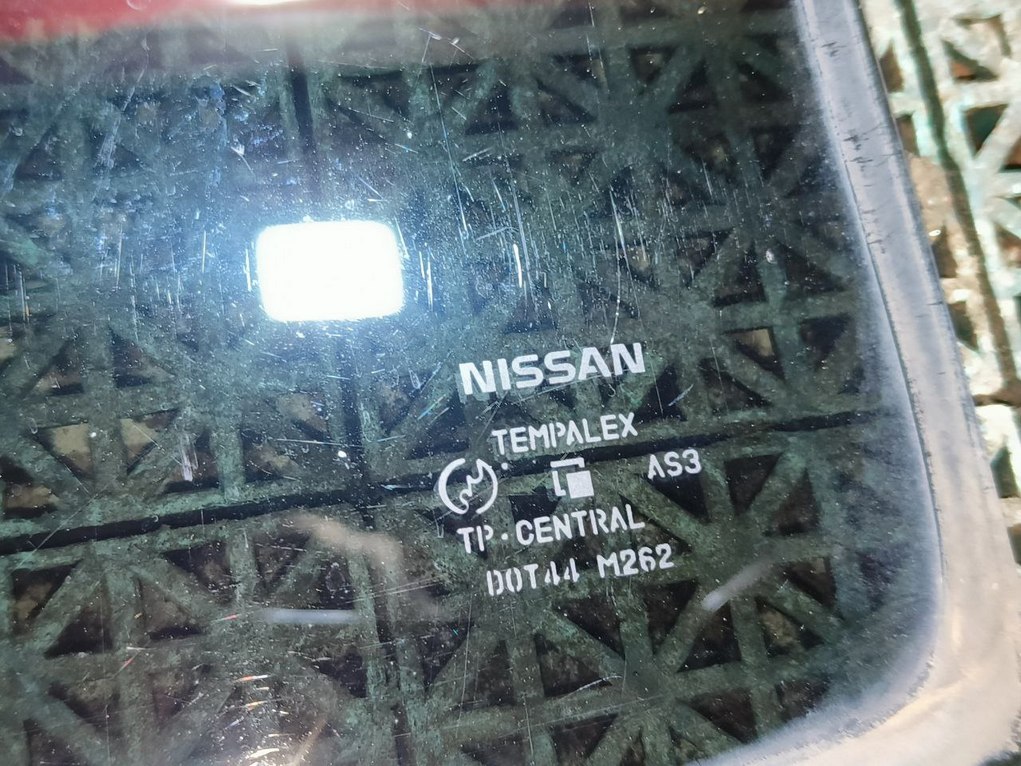 NISSAN
TEMPALEX
AS3
TP·CENTRAL
DOT44 M262